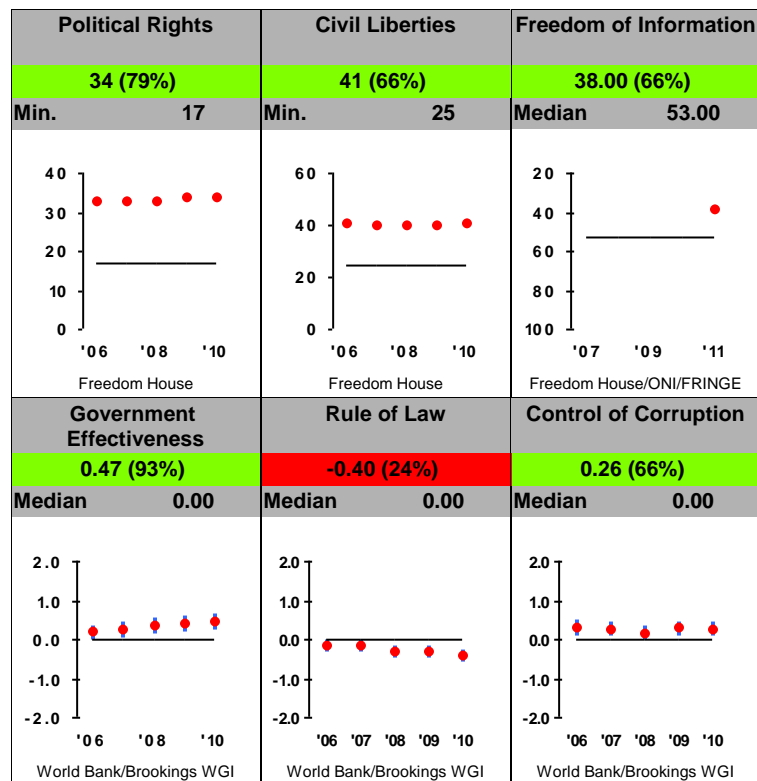 Political Rights
34 (79%)
Min. 17
40
30
20
10
0
'06 '08 '10
Freedom House
Civil Liberties
41 (66%)
Min. 25
60
40
20
0
'06 '08 '10
Freedom House
Freedom of Information
38.00 (66%)
Median 53.00
20
40
60
80
100
'07 '09 '11
Freedom House/ONI/FRINGE
Government
Effectiveness
0.47 (93%)
Median 0.00
2.0
1.0
0.0
-1.0
-2.0
'06 '08 '10
World Bank/Brookings WGI
Rule of Law
-0.40 (24%)
Median 0.00
2.0
1.0
0.0
-1.0
-2.0
'06 '07 '08 '09 '10
World Bank/Brookings WGI
Control of Corruption
0.26 (66%)
Median 0.00
2.0
1.0
0.0
-1.0
-2.0
'06 '07 '08 '09 '10
World Bank/Brookings WGI